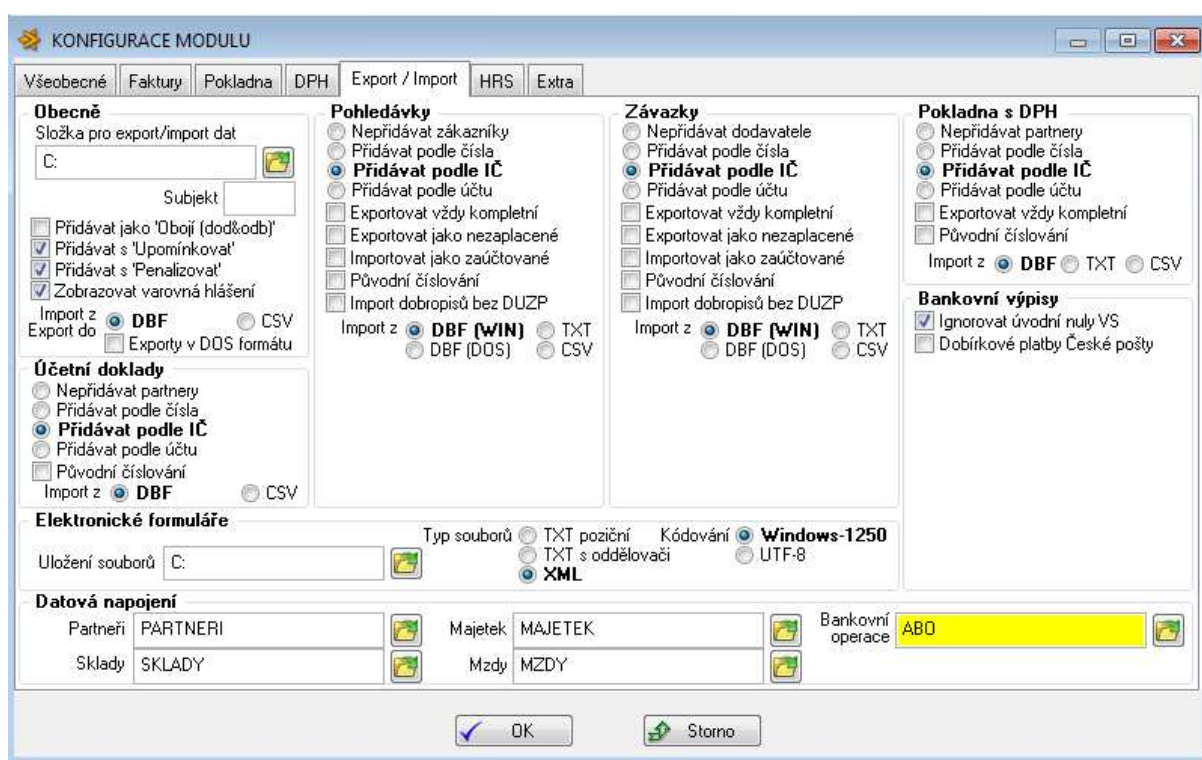 KONFIGURACE MODULU
Všeobecné Faktury Pokladna DPH Export / Import HRS Extra
Obecně
Složka pro export/import dat
C:
Subjekt
Přidávat jako 'Obojí (dod&odb)'
Přidávat s 'Upomínkovat'
Přidávat s 'Penalizovat'
Zobrazovat varovná hlášení
Import z
Export do
DBF CSV
Exporty v DOS formátu
Účetní doklady
Nepřidávat partnery
Přidávat podle čísla
Přidávat podle IČ
Přidávat podle účtu
Původní číslování
Import z DBF CSV
Pohledávky
Nepřidávat zákazníky
Přidávat podle čísla
Přidávat podle IČ
Přidávat podle účtu
Exportovat vždy kompletní
Exportovat jako nezaplacené
Importovat jako zaúčtované
Původní číslování
Import dobropisů bez DUZP
Import z DBF (WIN) TXT
DBF (DOS) CSV
Závazky
Nepřidávat dodavatele
Přidávat podle čísla
Přidávat podle IČ
Přidávat podle účtu
Exportovat vždy kompletní
Exportovat jako nezaplacené
Importovat jako zaúčtované
Původní číslování
Import dobropisů bez DUZP
Import z DBF (WIN) TXT
DBF (DOS) CSV
Pokladna s DPH
Nepřidávat partnery
Přidávat podle čísla
Přidávat podle IČ
Přidávat podle účtu
Exportovat vždy kompletní
Původní číslování
Import z DBF TXT CSV
Bankovní výpisy
Ignorovat úvodní nuly VS
Dobírkové platby České pošty
Elektronické formuláře
Uložení souborů C:
Typ souborů TXT poziční
TXT s oddělovači
XML
Kódování Windows-1250
UTF-8
Datová napojení
Partneři PARTNERI
Majetek MAJETEK
Bankovní
operace
ABO
Sklady SKLADY
Mzdy MZDY
OK Storno